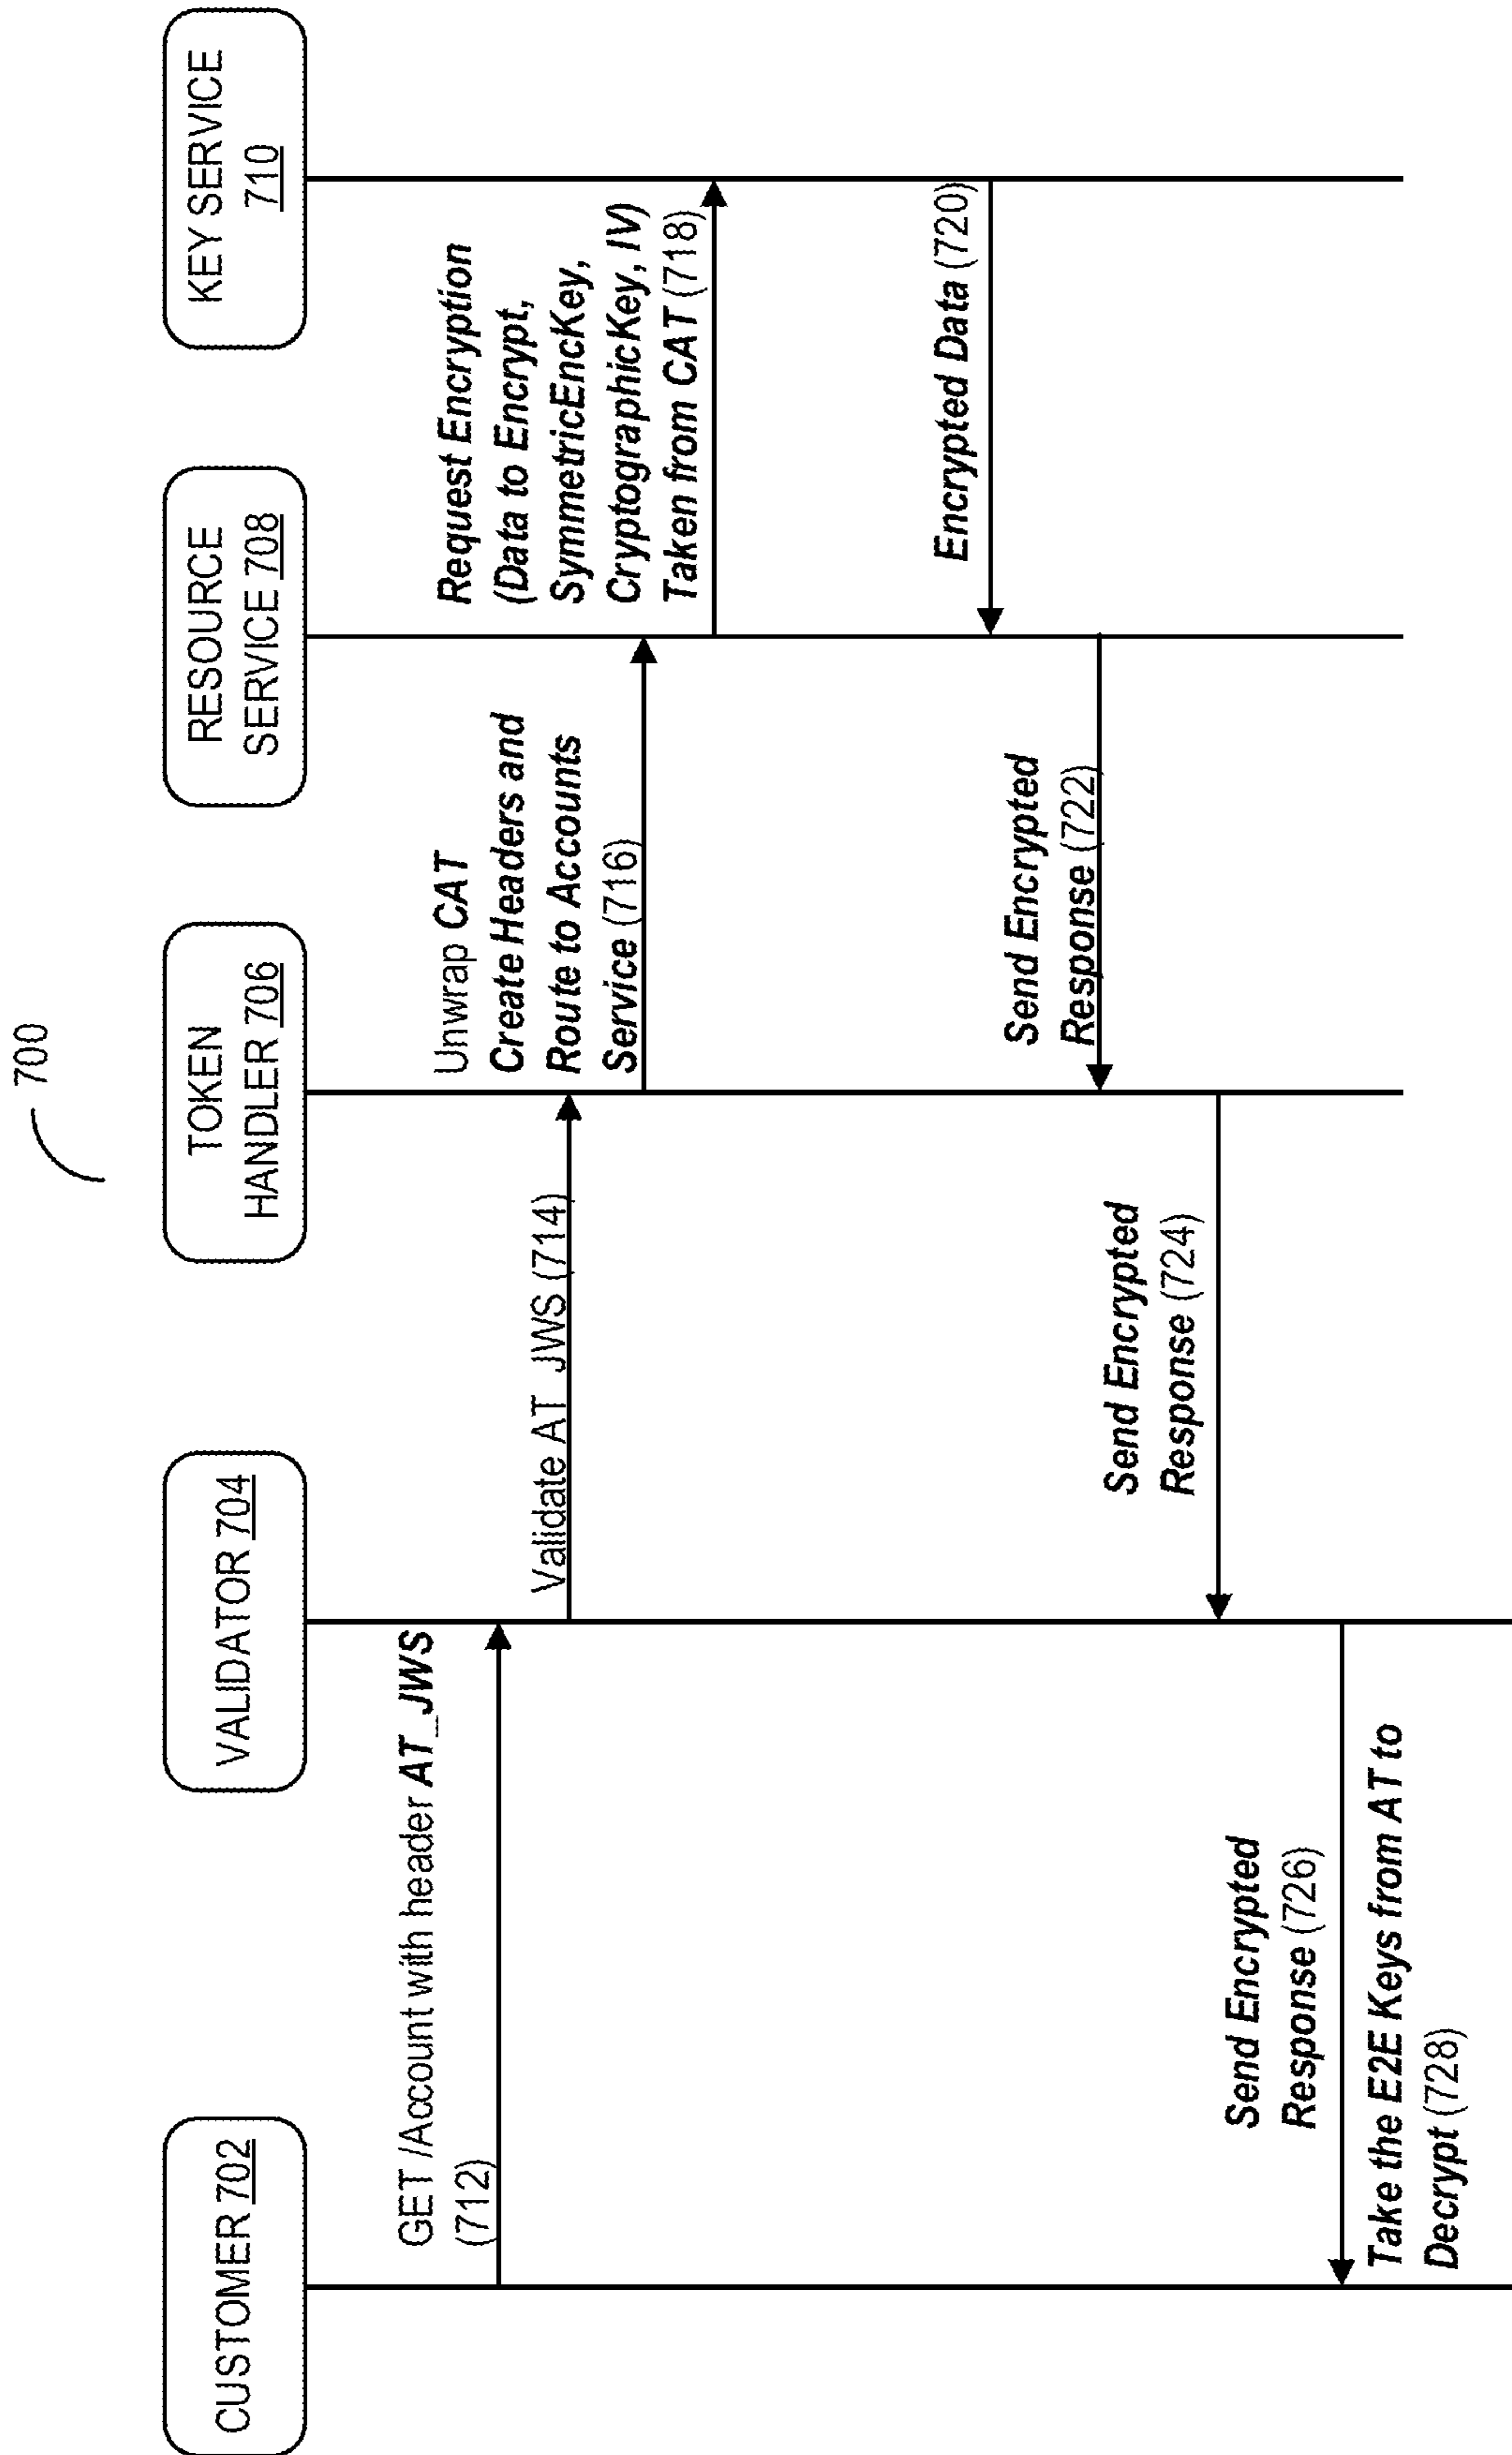 700
CUSTOMER 702
VALIDATOR 704
TOKEN
HANDLER 706
RESOURCE
SERVICE 708
KEY SERVICE
710
GET /Account with header AT_JWS
(712)
Validate AT JWS (714)
Unwrap CAT
Create Headers and
Route to Accounts
Service (716)
Request Encryption
(Data to Encrypt,
SymmetricEncKey,
CryptographicKey, IV)
Taken from CAT (718)
Encrypted Data (720)
Send Encrypted
Response (722)
Send Encrypted
Response (724)
Send Encrypted
Response (726)
Take the E2E Keys from AT to
Decrypt (728)